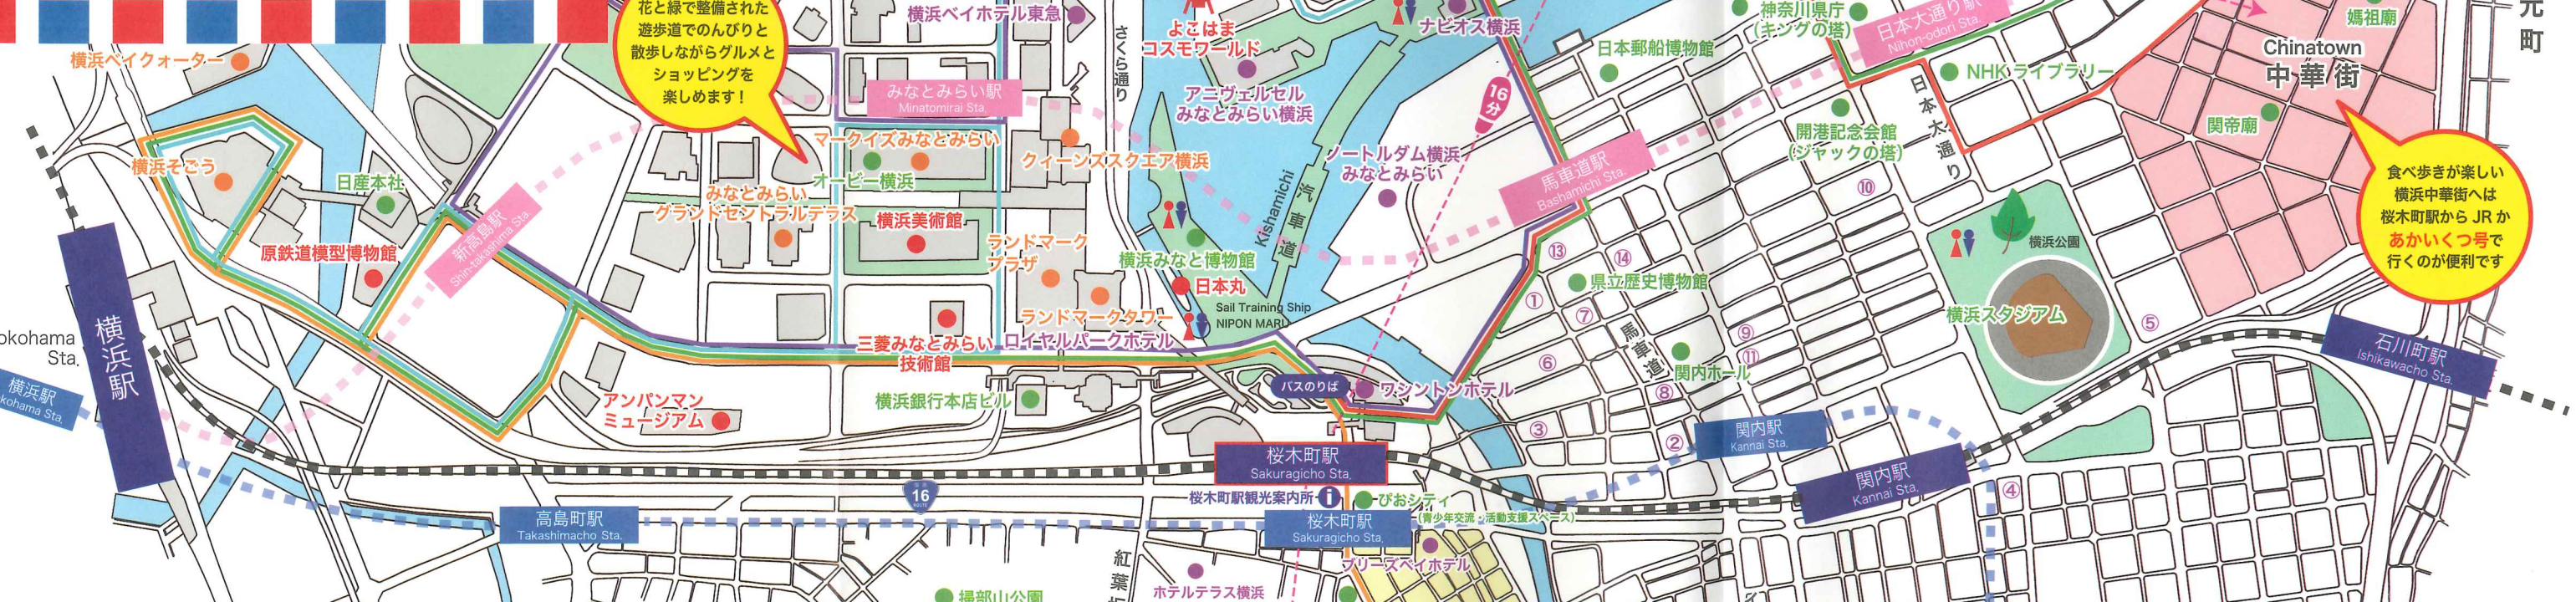 花と緑で整備された
遊歩道でのんびりと
散歩しながらグルメと
ショッピングを
楽しめます!
横浜ベイホテル東急
さくら通り
よこはま
コスモワールド
ナビオス横浜
神奈川県庁
(キングの塔)
日本大通り駅
Nihon-odori Sta.
媽祖廟
元町
横浜ベイクォーター
みなとみらい駅
Minatomirai Sta.
アニヴェルセル
みなとみらい横浜
16分
日本郵船博物館
NHK ライブラリー
Chinatown
中華街
関帝廟
横浜そごう
日産本社
マークイズみなとみらい
オービー横浜
クィーンズスクエア横浜
ノートルダム横浜
みなとみらい
馬車道駅
Bashamichi Sta.
開港記念会館
(ジャックの塔)
日本大通り
⑩
食べ歩きが楽しい
横浜中華街へは
桜木町駅から JR か
あかいくつ号で
行くのが便利です
みなとみらい
グランドセントラルテラス
横浜美術館
原鉄道模型博物館
新高島駅
Shin-takashima Sta.
ランドマーク
プラザ
Kishamichi
汽車道
横浜みなと博物館
日本丸
Sail Training Ship
NIPON MARU
⑬
⑭
県立歴史博物館
①
⑦
横浜公園
横浜スタジアム
⑤
横浜駅
okohama
Sta.
横浜駅
kohama Sta.
ランドマークタワー
ロイヤルパークホテル
三菱みなとみらい
技術館
馬車道
⑨
⑪
⑥
関内ホール
⑧
石川町駅
Ishikawacho Sta.
アンパンマン
ミュージアム
横浜銀行本店ビル
バスのりば
ワシントンホテル
③
②
関内駅
Kannai Sta.
桜木町駅
Sakuragicho Sta.
関内駅
Kannai Sta.
④
16
ROUTE
桜木町駅観光案内所
i
ぴおシティ
(青少年交流・活動支援スペース)
高島町駅
Takashimacho Sta.
桜木町駅
Sakuragicho Sta.
ブリーズベイホテル
紅葉
ホテルテラス横浜
掃部山公園